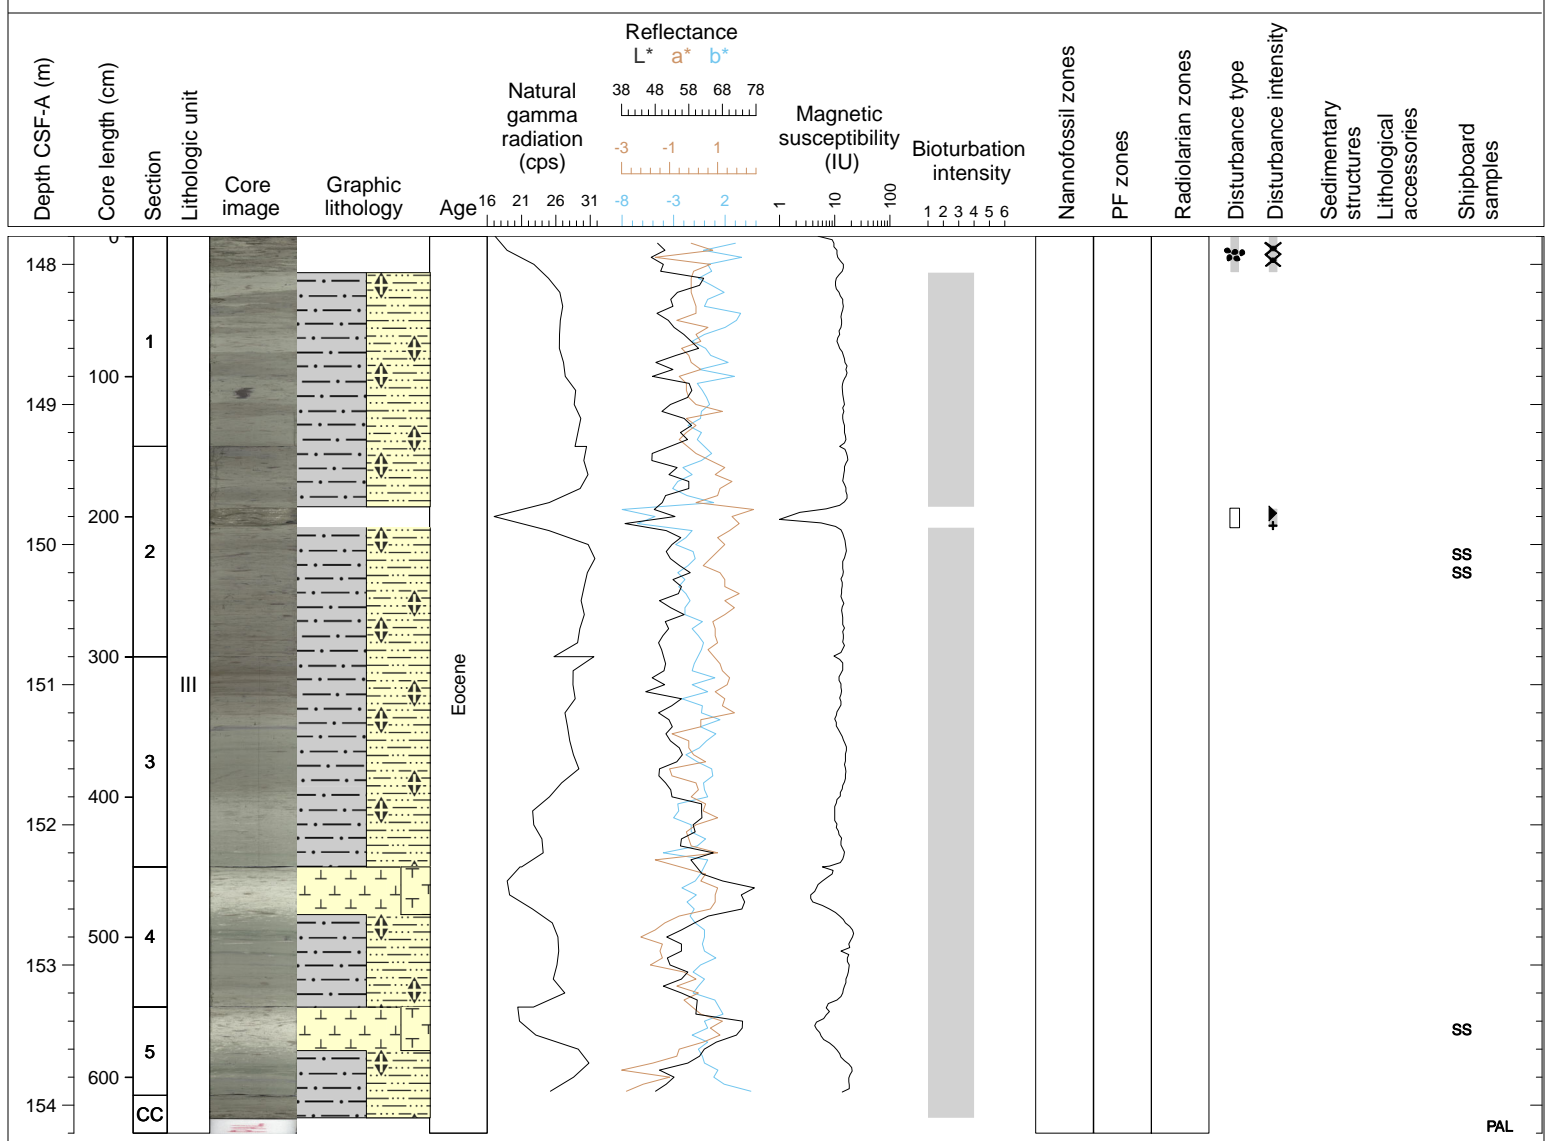 Depth CSF-A (m)
Core length (cm)
Section
Lithologic unit
Core
image
Graphic
lithology
Age
Natural
gamma
radiation
(cps)
16 21 26 31
Reflectance
L* a* b*
38 48 58 68 78
-3 -1 1
-8 -3 2
Magnetic
susceptibility
(IU)
1 10 100
Bioturbation
intensity
1 2 3 4 5 6
Nannofossil zones
PF zones
Radiolarian zones
Disturbance type
Disturbance intensity
Sedimentary
structures
Lithological
accessories
Shipboard
samples
0
148
1
100
149
200
150
2
SS
SS
300
151
III
Eocene
3
400
152
500
4
153
SS
5
600
154
CC
PAL